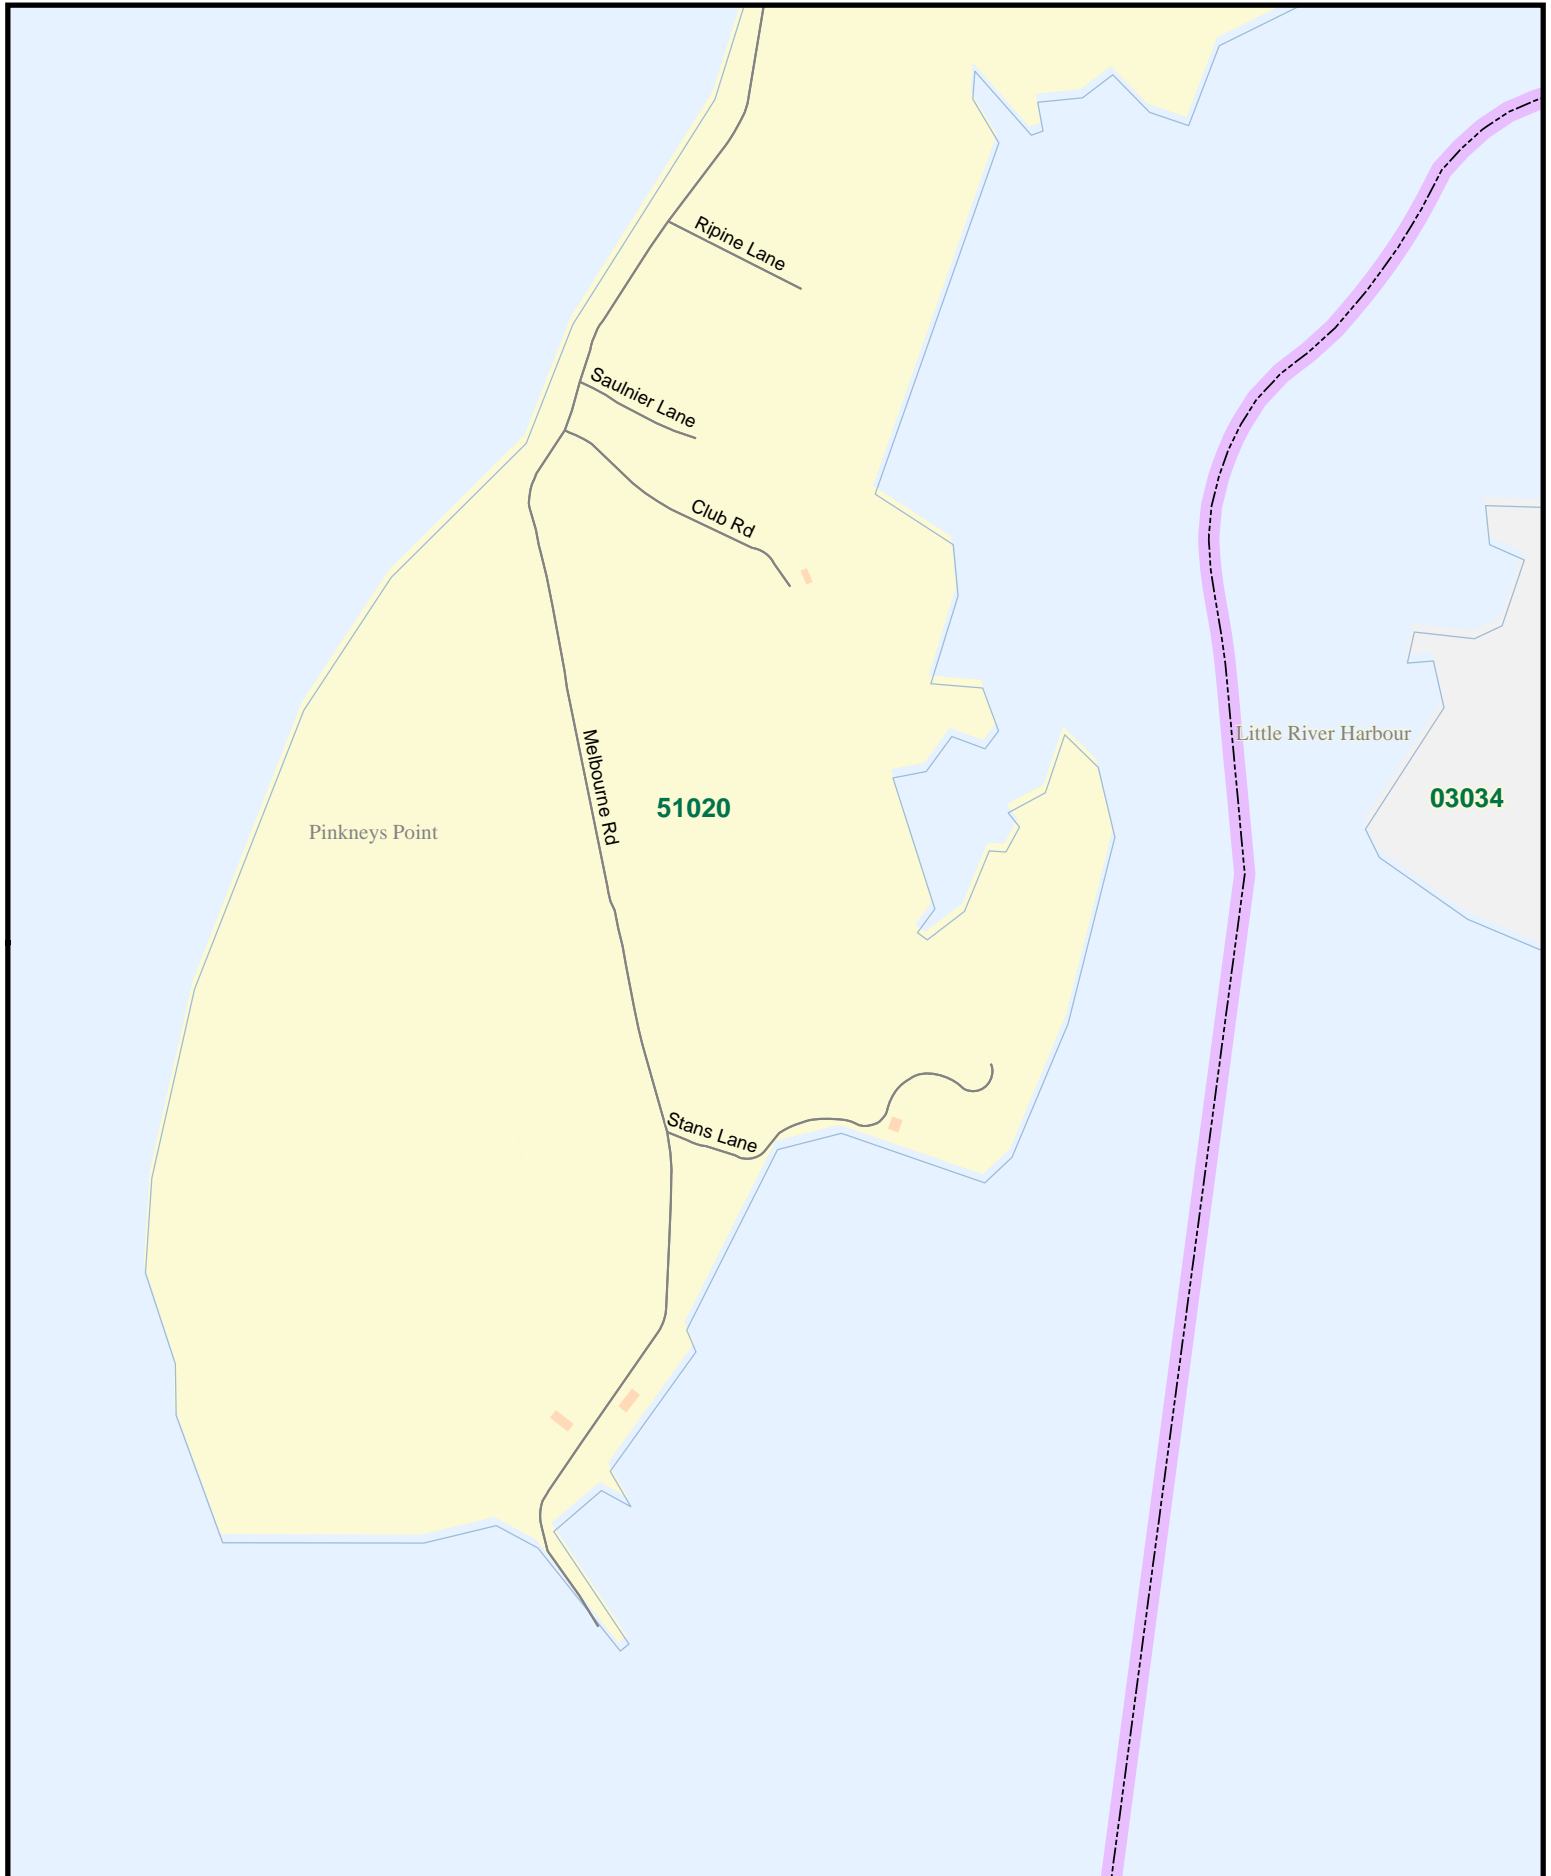 Ripine Lane
Saulnier Lane
Club Rd
Melbourne Rd
Little River Harbour
51020
03034
Pinkneys Point
Stans Lane